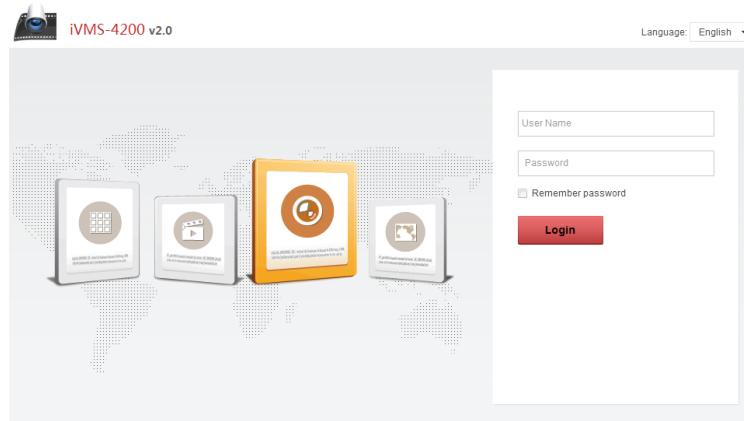 iVMS-4200 v2.0
Language: English
User Name
Password
Remember password
Login